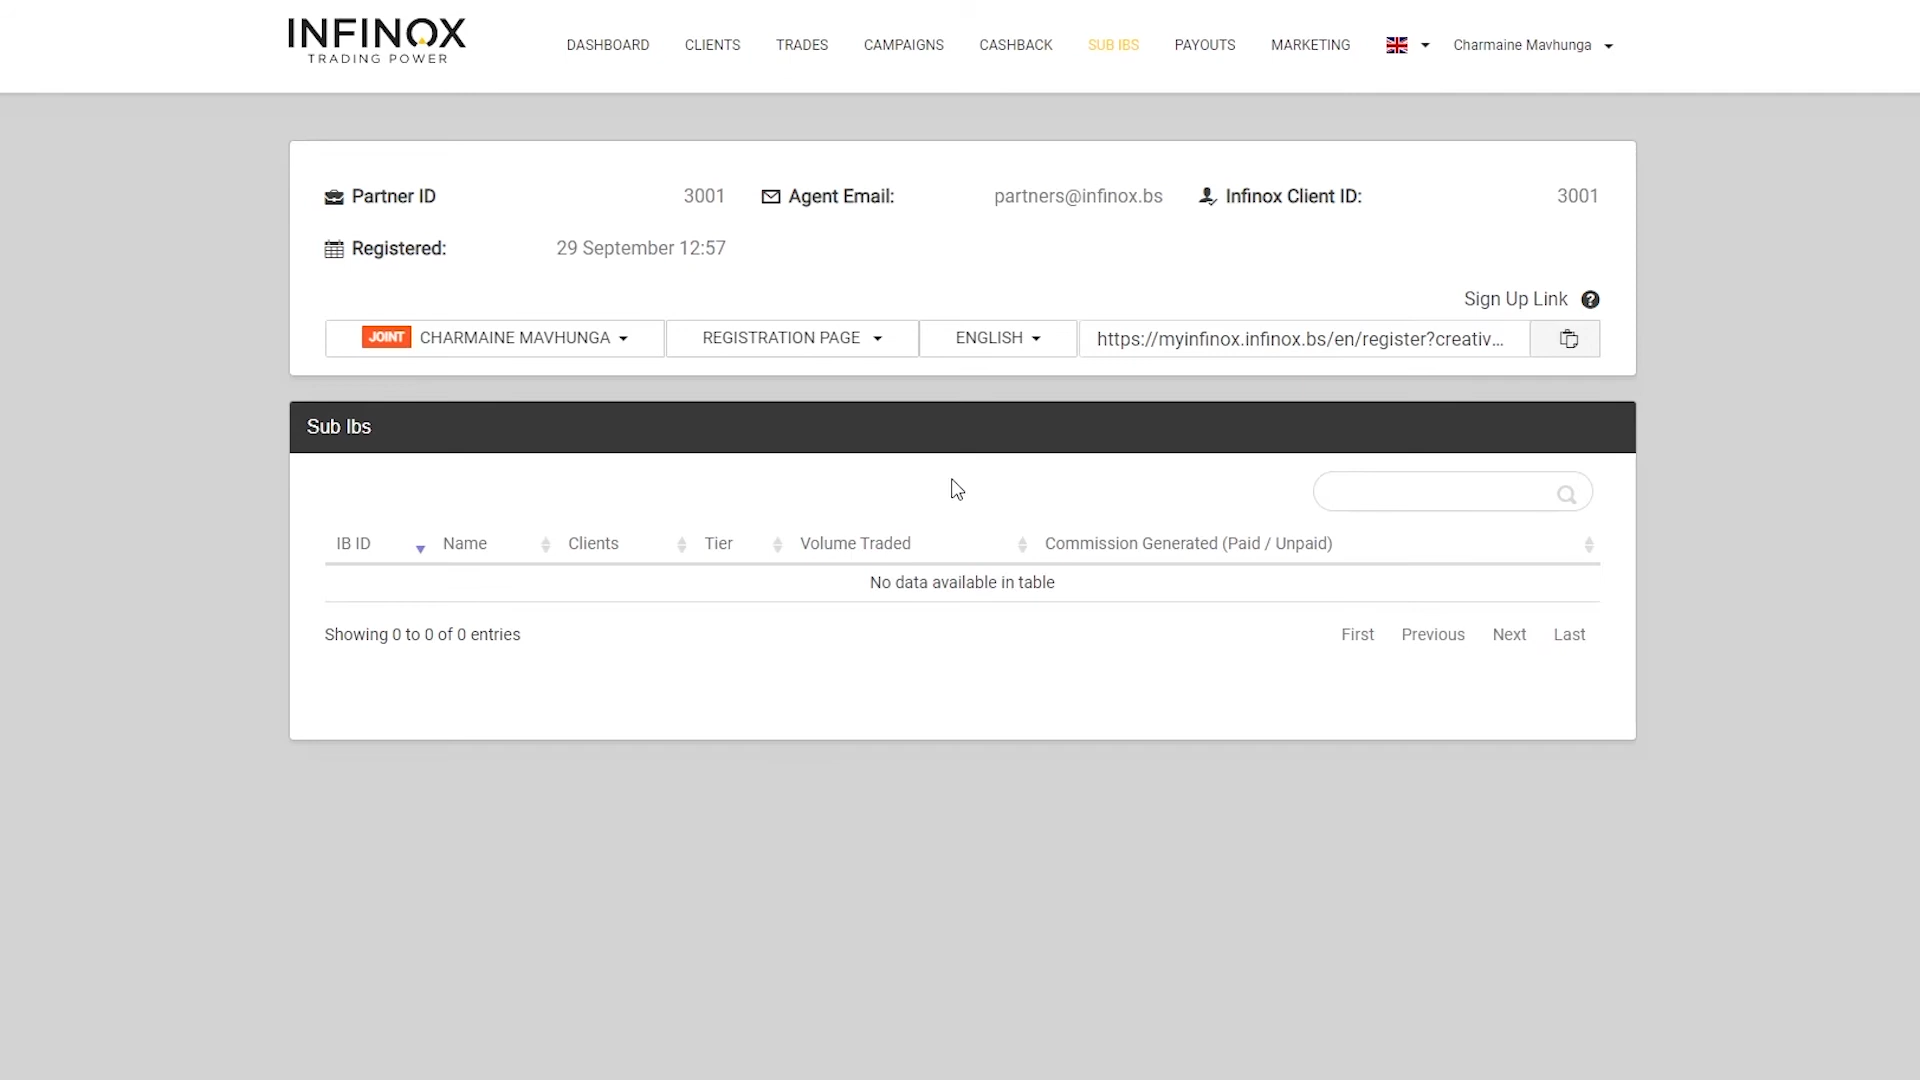 INFINOX
TRADING POWER
DASHBOARD CLIENTS TRADES CAMPAIGNS CASHBACK SUB IBS PAYOUTS MARKETING Charmaine Mavhunga
Partner ID 3001 Agent Email: partners@infinox.bs Infinox Client ID: 3001
Registered: 29 September 12:57
Sign Up Link ?
JOINT CHARMAINE MAVHUNGA REGISTRATION PAGE ENGLISH https://myinfinox.infinox.bs/en/register?creativ...
Sub Ibs
IB ID Name Clients Tier Volume Traded Commission Generated (Paid / Unpaid)
No data available in table
Showing 0 to 0 of 0 entries First Previous Next Last